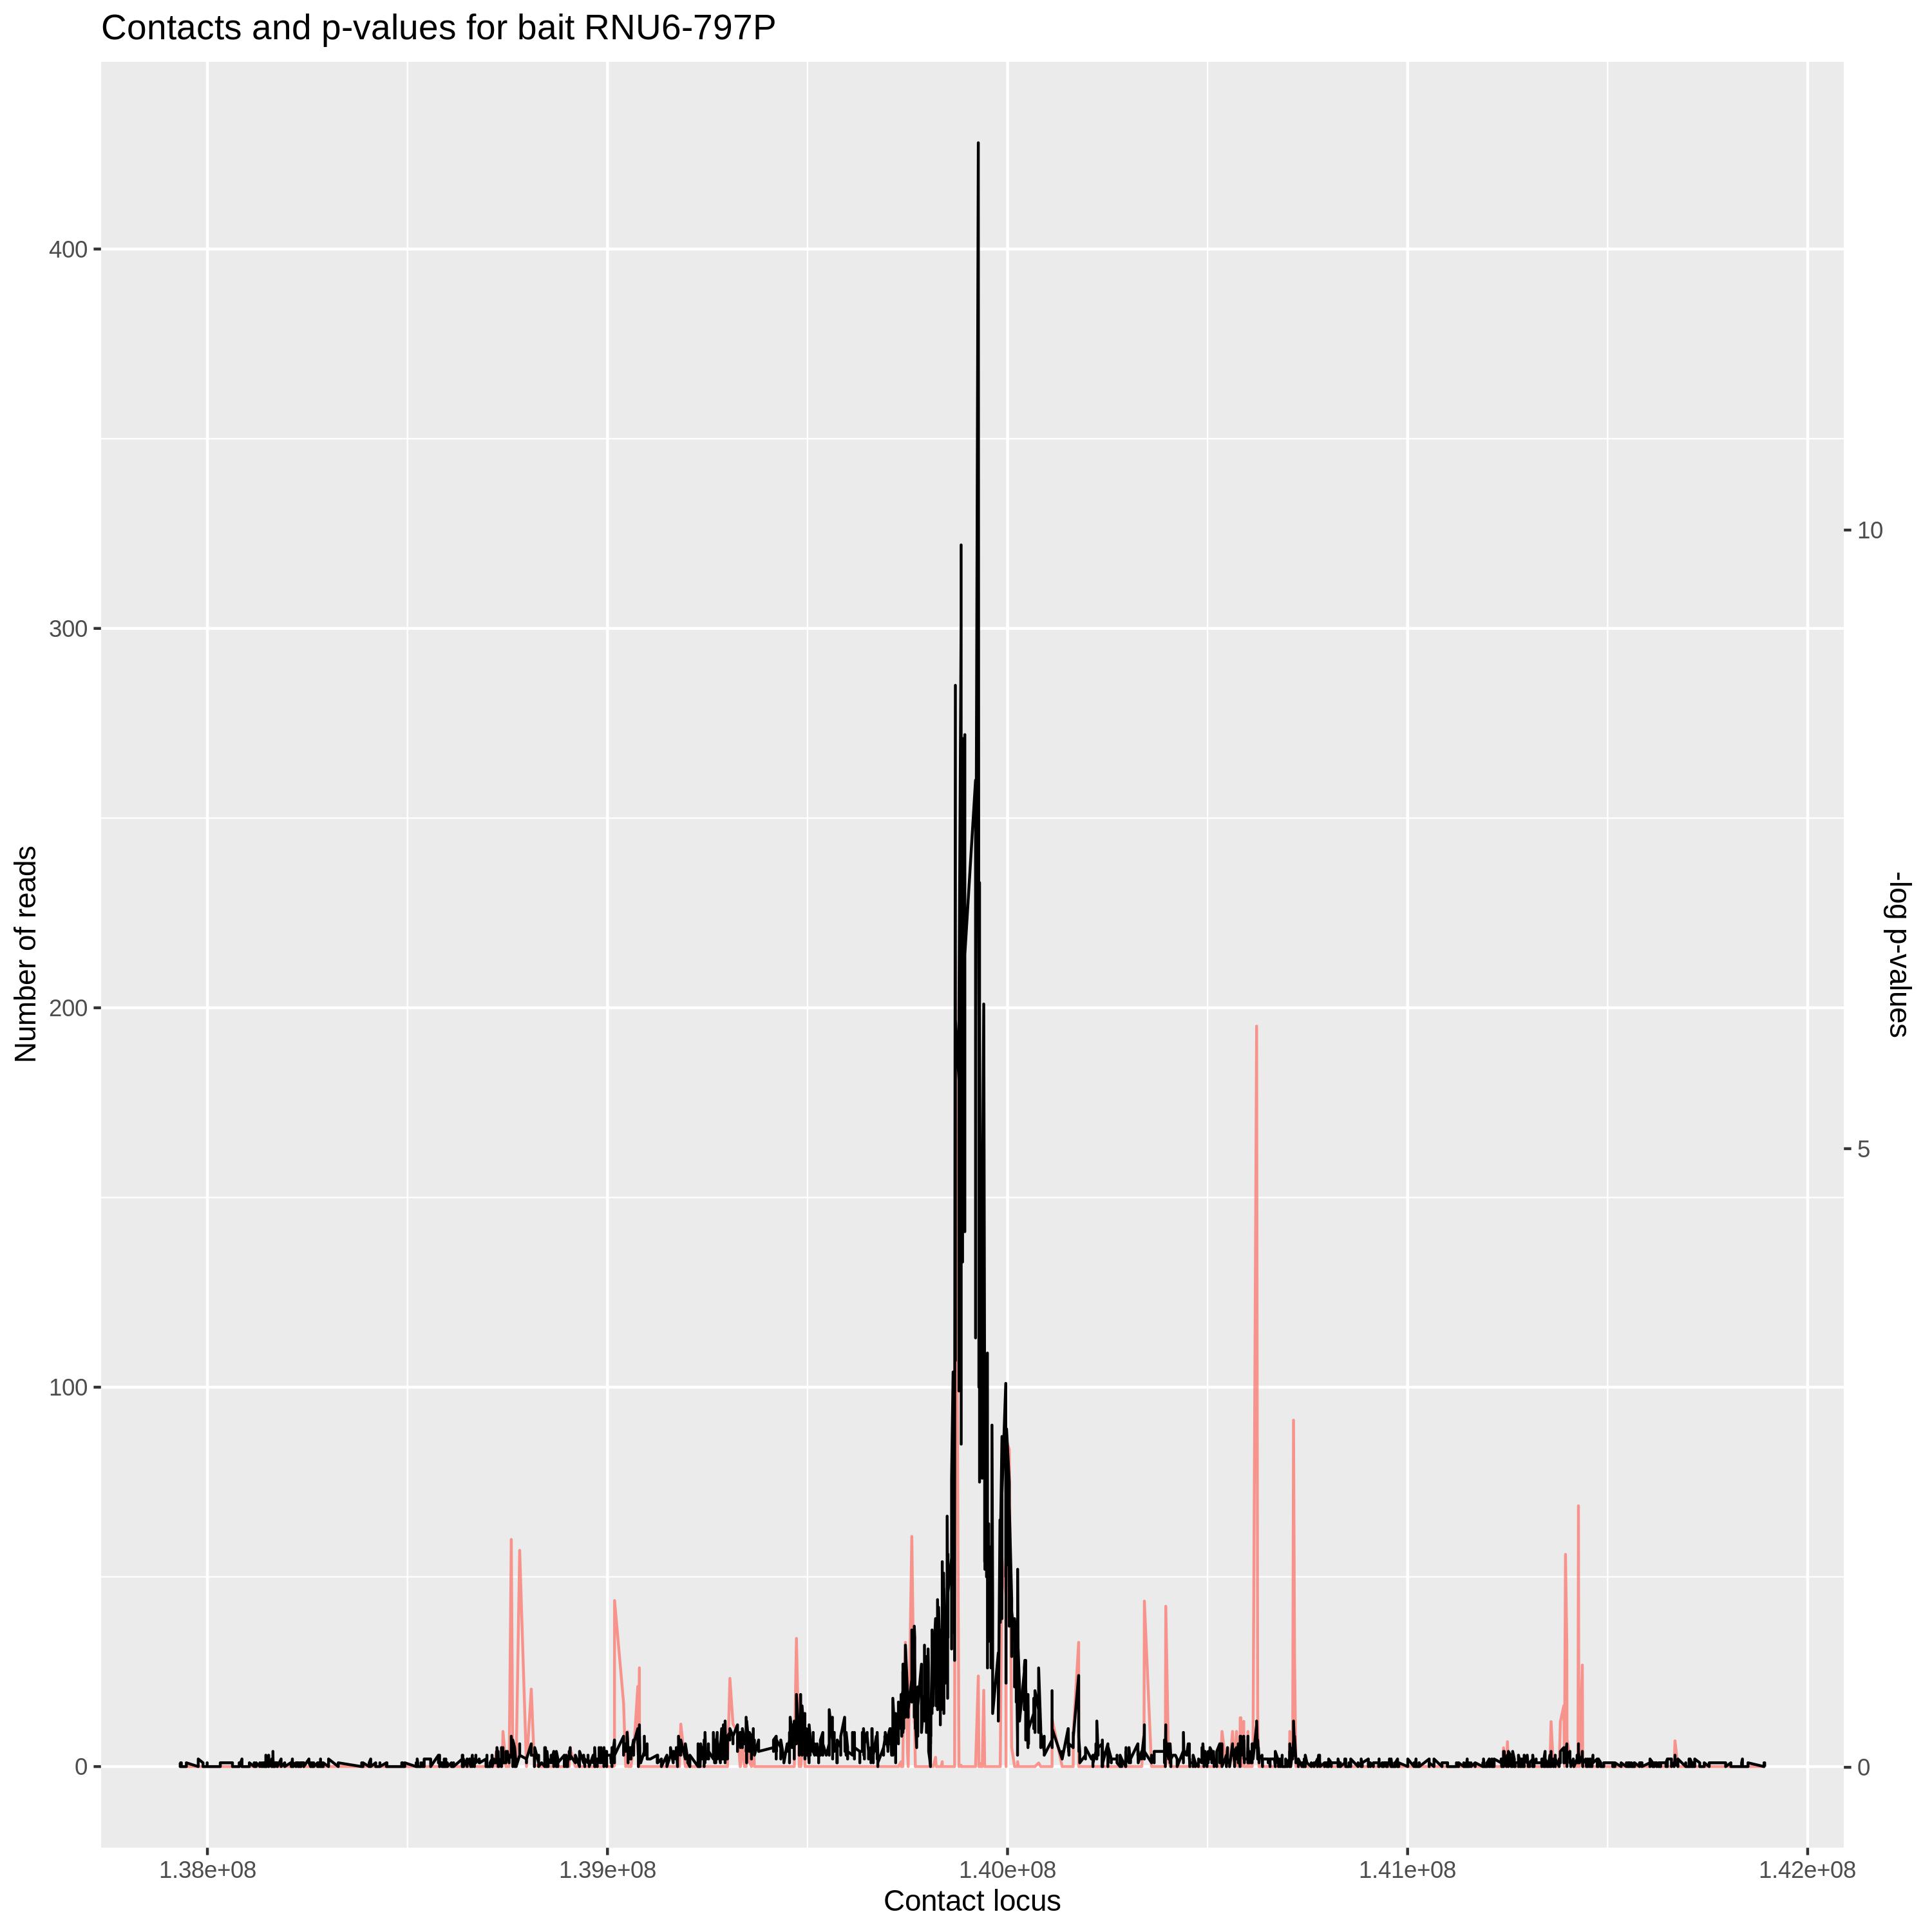 Contacts and p-values for bait RNU6-797P
400
300
200
100
0
Number of reads
10
5
0
-log p-values
1.38e+08
1.39e+08
1.40e+08
1.41e+08
1.42e+08
Contact locus